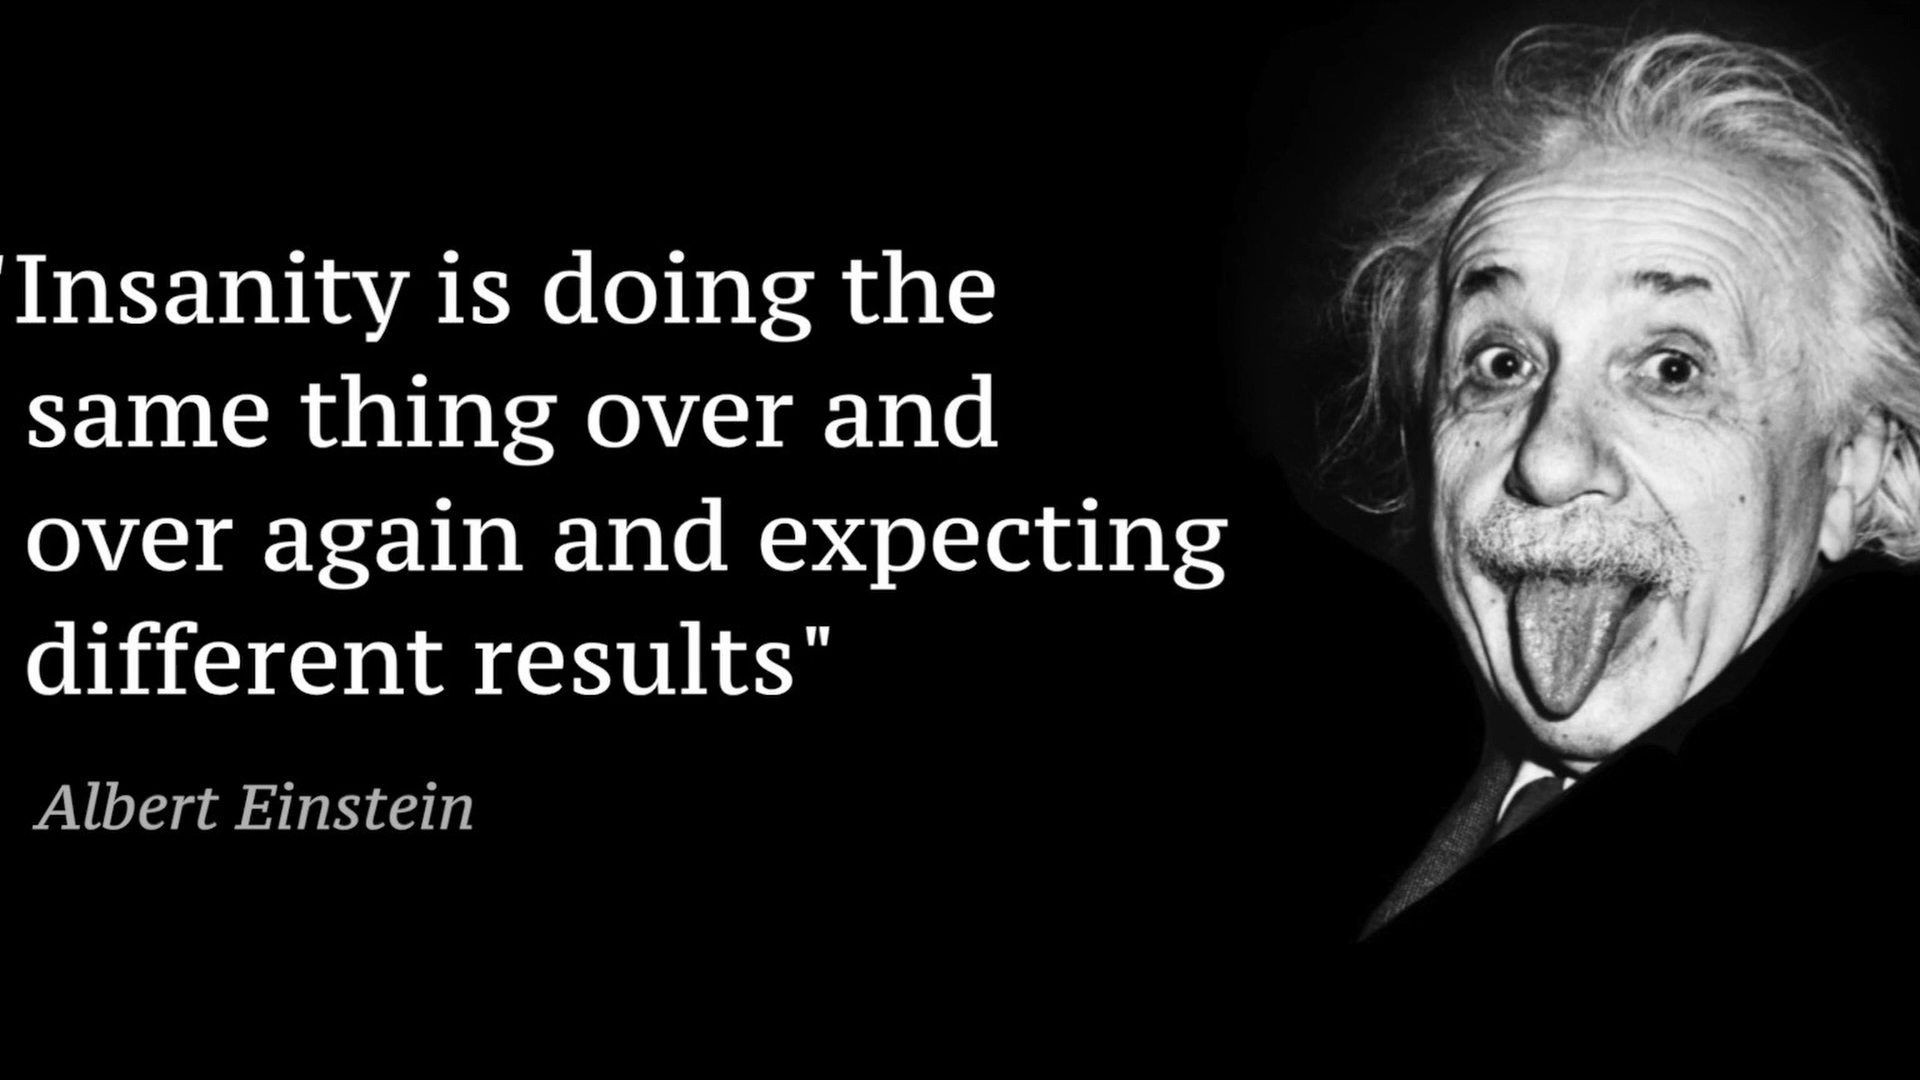 "Insanity is doing the
same thing over and
over again and expecting
different results"
Albert Einstein